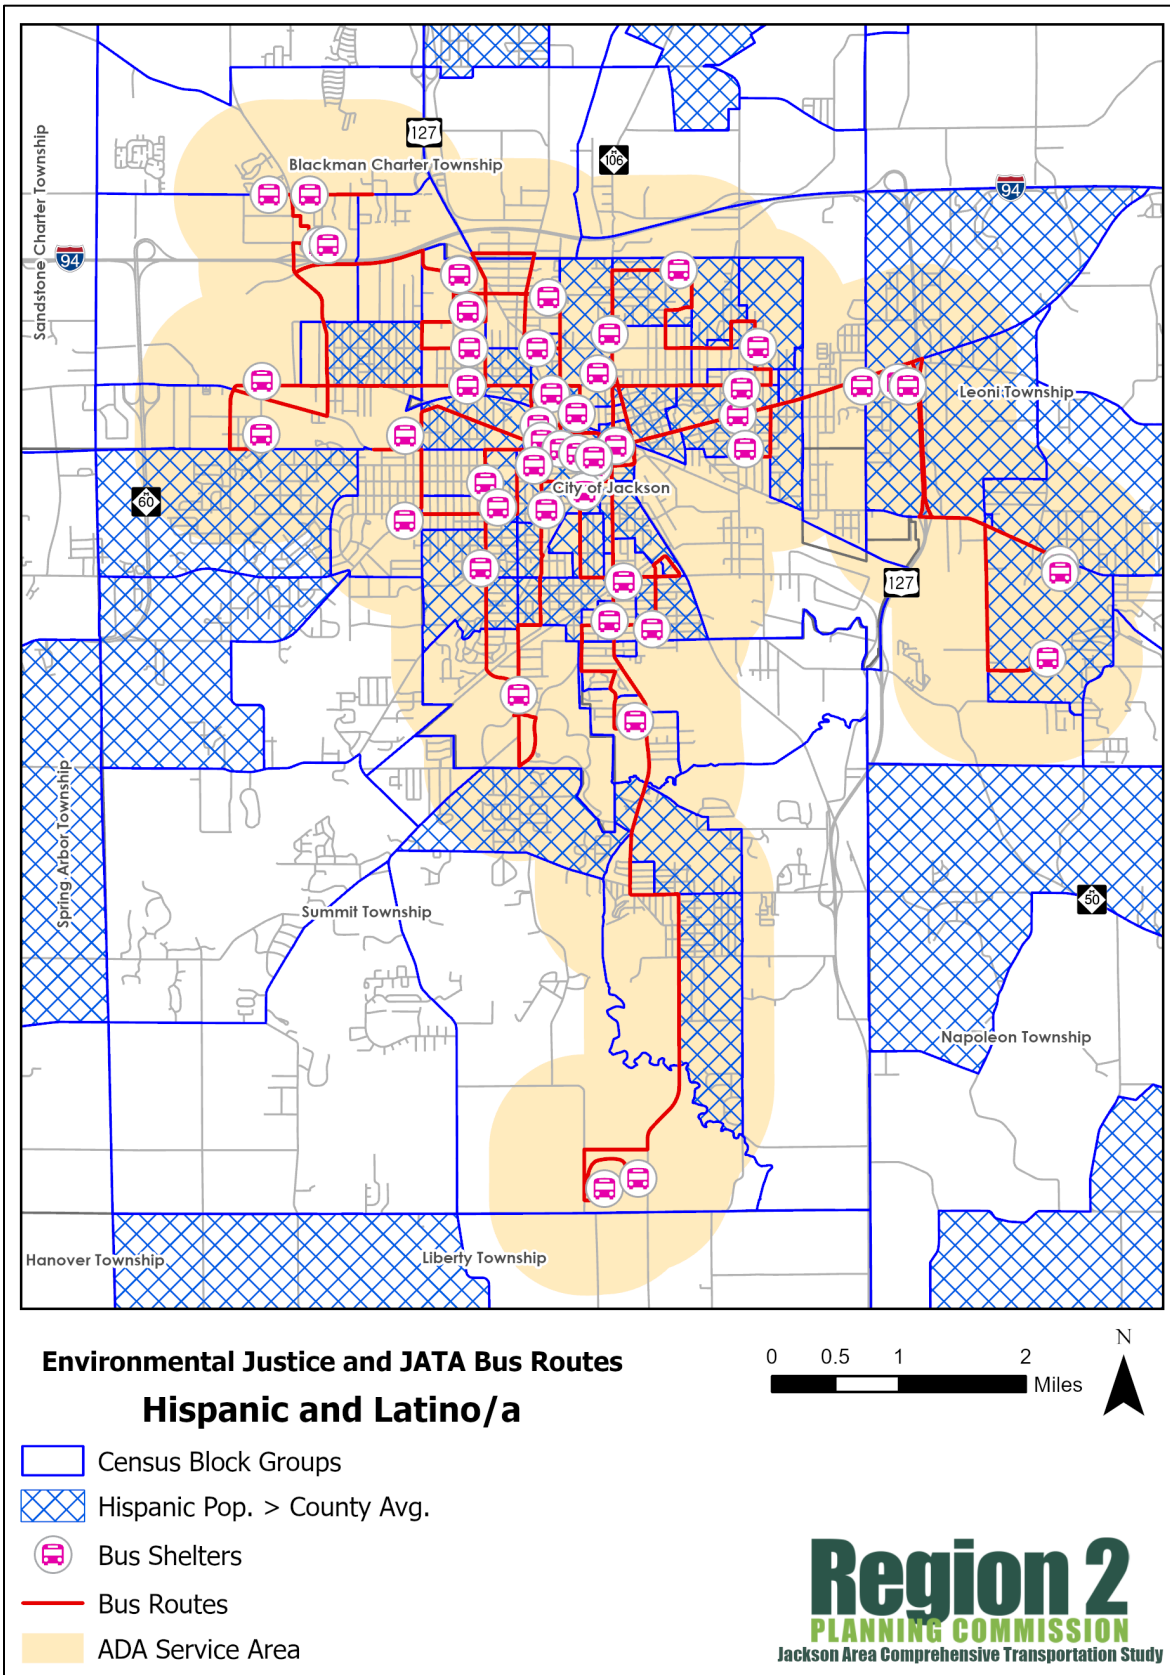 127
Blackman Charter Township
M
106
94
Sandstone Charter Township
94
Leoni Township
City of Jackson
M
60
127
Spring Arbor Township
Summit Township
M
50
Napoleon Township
Hanover Township
Liberty Township
Environmental Justice and JATA Bus Routes
Hispanic and Latino/a
Census Block Groups
Hispanic Pop. > County Avg.
Bus Shelters
Bus Routes
ADA Service Area
0 0.5 1 2
Miles
N
Region 2
PLANNING COMMISSION
Jackson Area Comprehensive Transportation Study